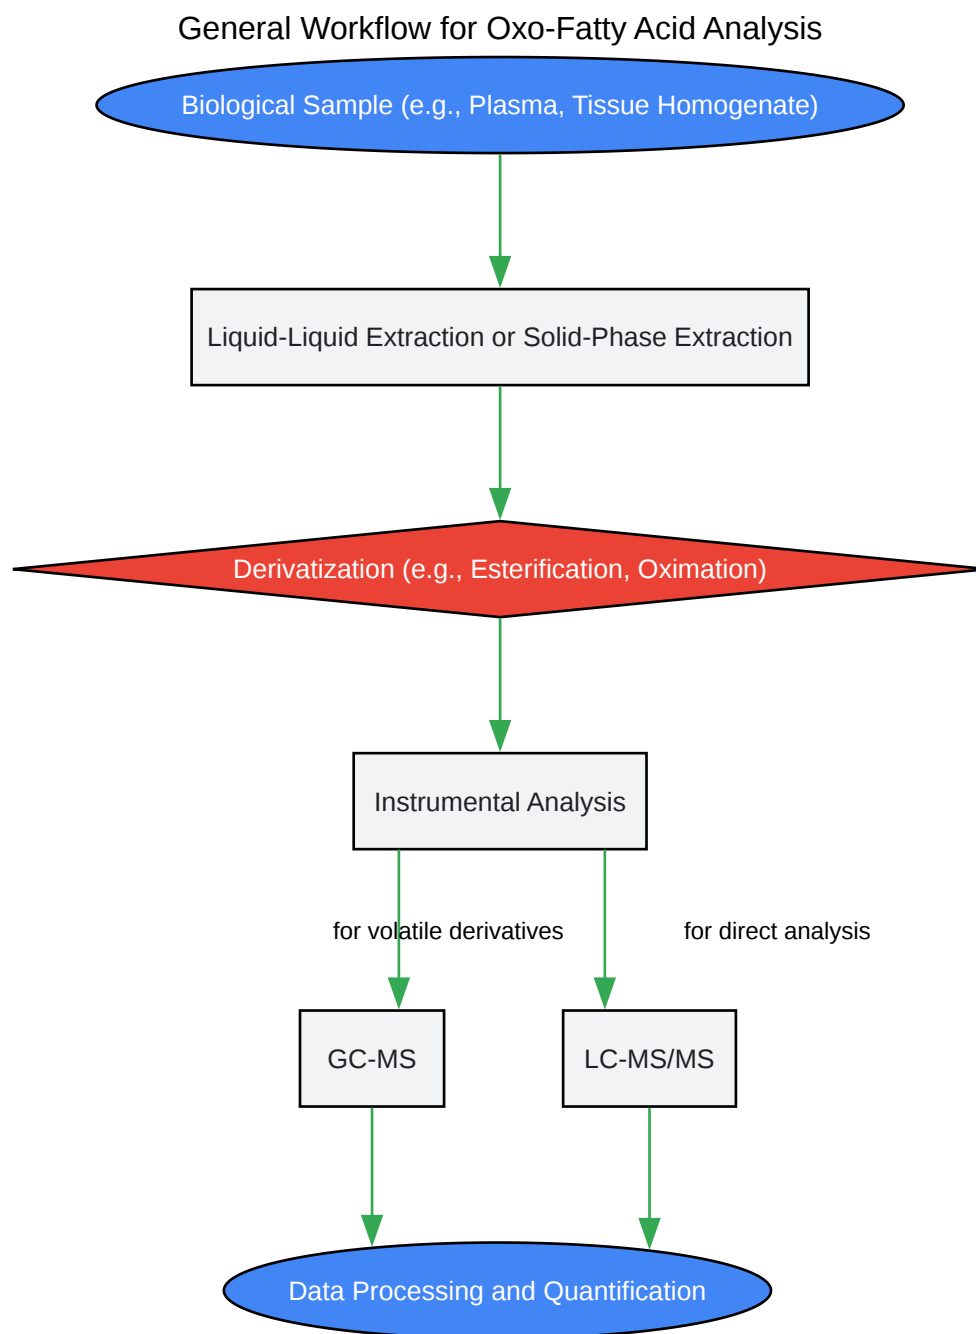 General Workflow for Oxo-Fatty Acid Analysis
Biological Sample (e.g., Plasma, Tissue Homogenate)
Liquid-Liquid Extraction or Solid-Phase Extraction
Derivatization (e.g., Esterification, Oximation)
Instrumental Analysis
for volatile derivatives
for direct analysis
GC-MS
LC-MS/MS
Data Processing and Quantification